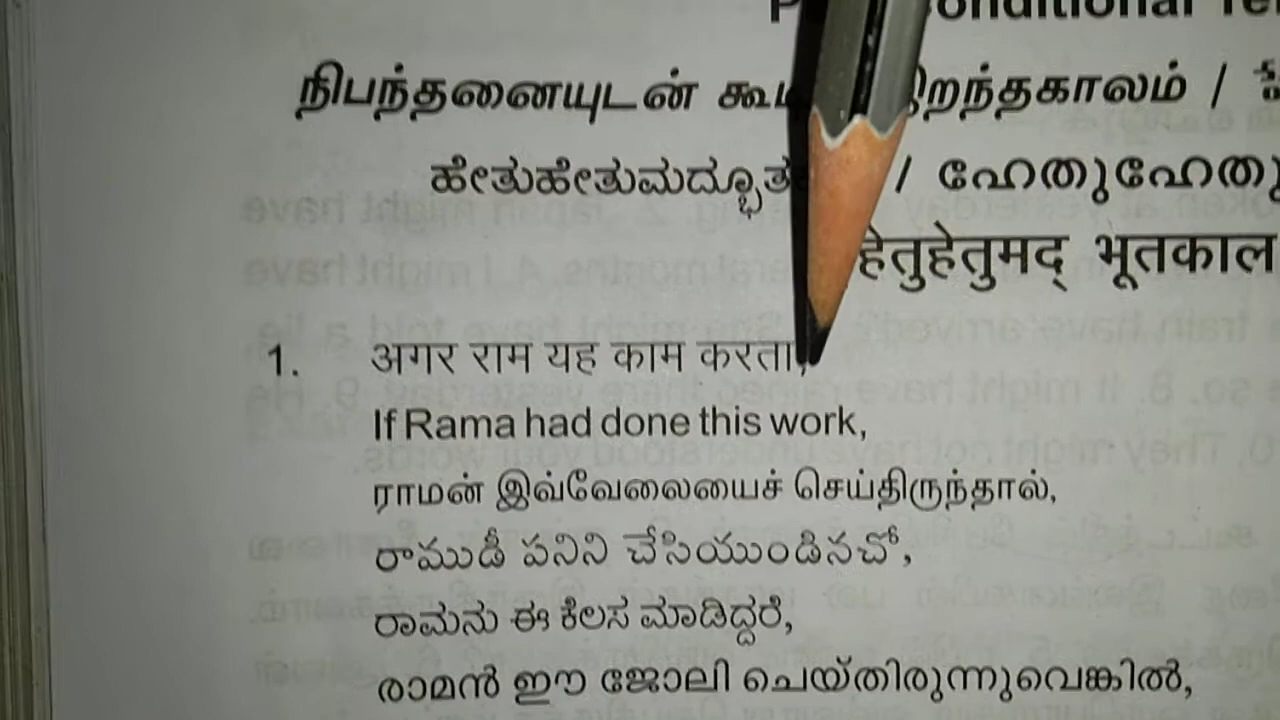 நிபந்தனையுடன்
ಹೇತುಹೇತುಮದ್ಭೂತ / ഹേതുഹേതു
हेतुहेतुमद् भूतकाल
1. अगर राम यह काम करता,
If Rama had done this work,
ராமன் இவ்வேலையைச் செய்திருந்தால்,
రాముడీ పనిని చేసియుండినచో,
ರಾಮನು ಈ ಕೆಲಸ ಮಾಡಿದ್ದರೆ,
രാമൻ ഈ ജോലി ചെയ്തിരുന്നുവെങ്കിൽ,